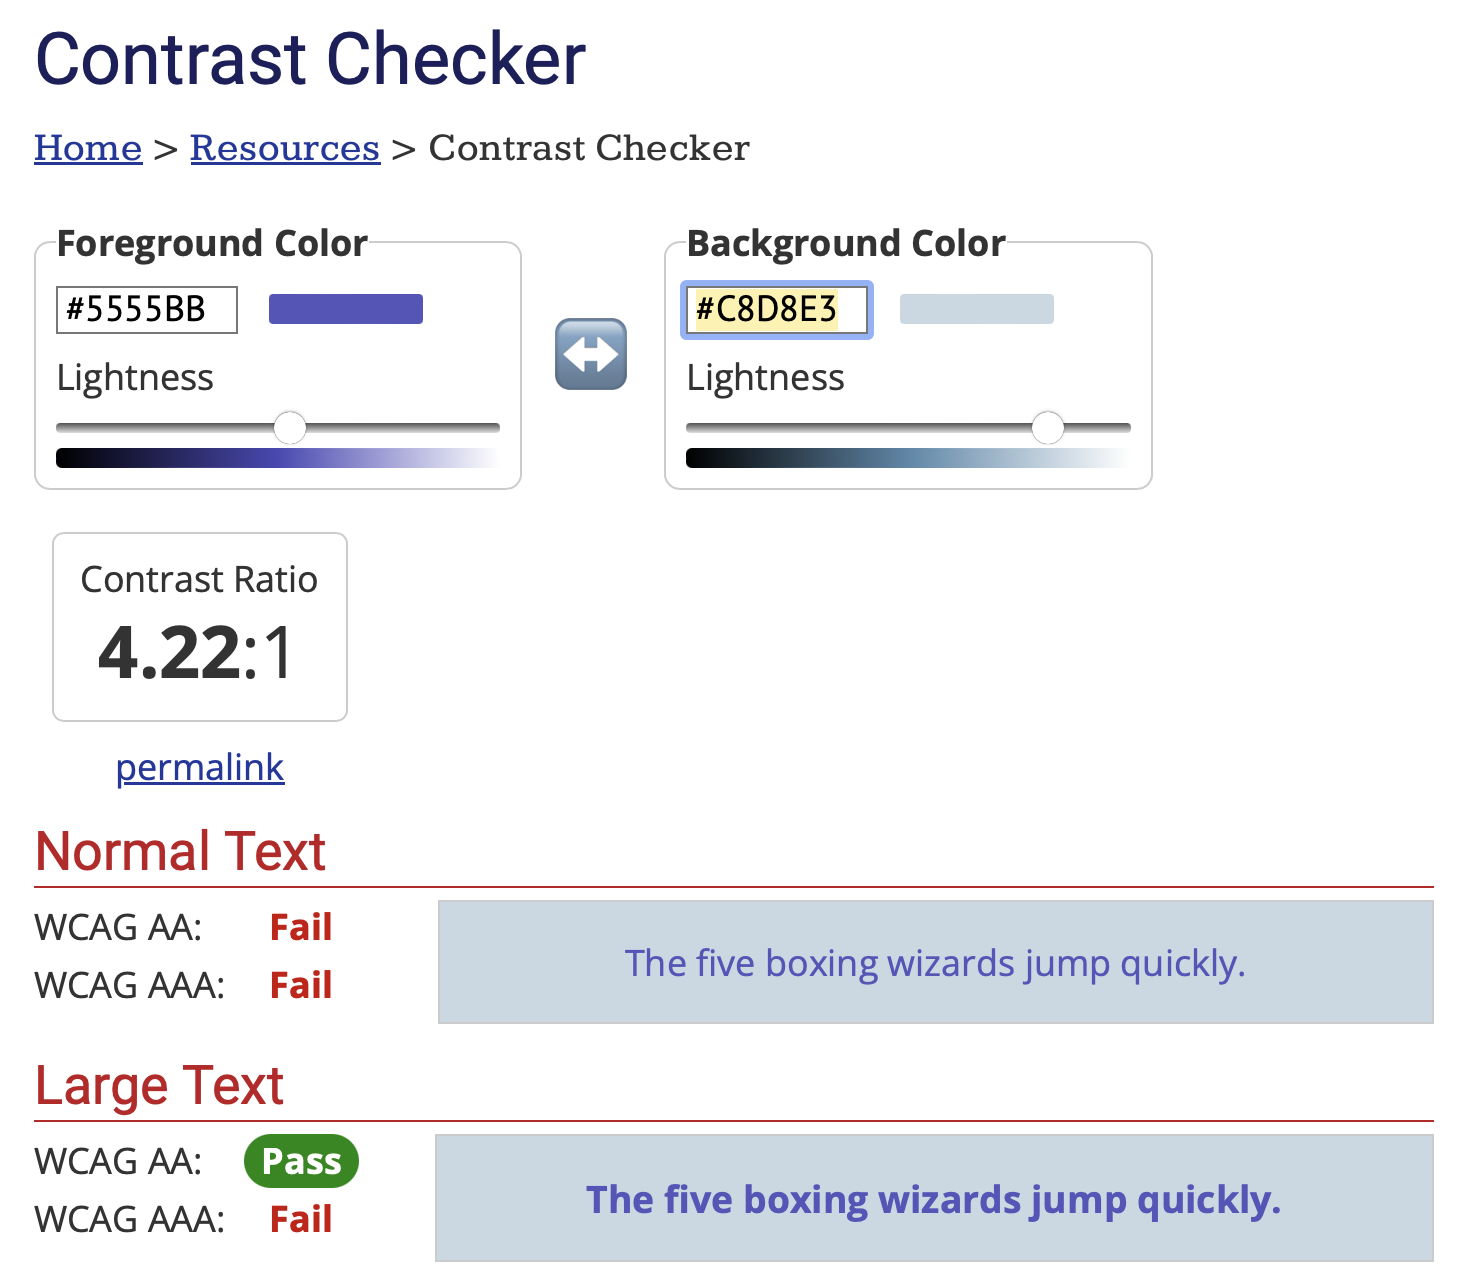 Contrast Checker
Home > Resources > Contrast Checker
Foreground Color
#5555BB
Lightness
Background Color
#C8D8E3
Lightness
Contrast Ratio
4.22:1
permalink
Normal Text
WCAG AA: Fail
WCAG AAA: Fail
The five boxing wizards jump quickly.
Large Text
WCAG AA: Pass
WCAG AAA: Fail
The five boxing wizards jump quickly.